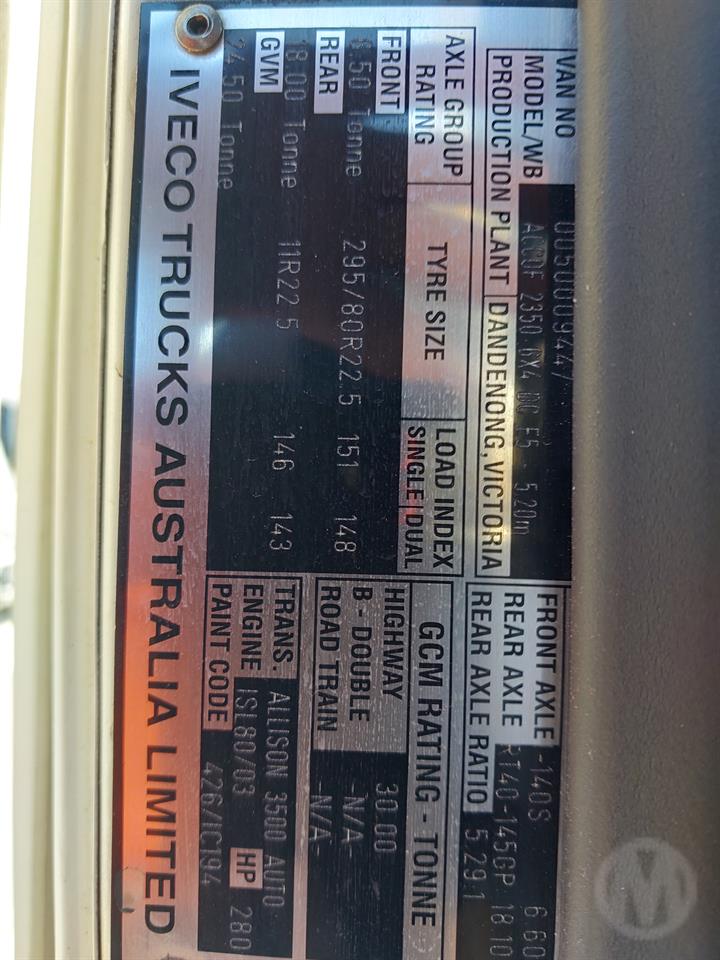 VAN NO 0050009447
MODEL/WB ACCOF 2350 6X4 DC E5 - 5.20m
PRODUCTION PLANT DANDENONG, VICTORIA
AXLE GROUP RATING TYRE SIZE LOAD INDEX
SINGLE DUAL
FRONT
6.50 Tonne 295/80R22.5 151 148
REAR
18.00 Tonne 11R22.5 146 143
GVM
24.50 Tonne
FRONT AXLE -140S 6.60
REAR AXLE RT40-145GP 18.10
REAR AXLE RATIO 5.29:1
GCM RATING - TONNE
HIGHWAY 30.00
B - DOUBLE -N/A-
ROAD TRAIN -N/A-
TRANS. ALLISON 3500 AUTO
ENGINE ISL80/03 HP 280
PAINT CODE 426/IC194
IVECO TRUCKS AUSTRALIA LIMITED
M